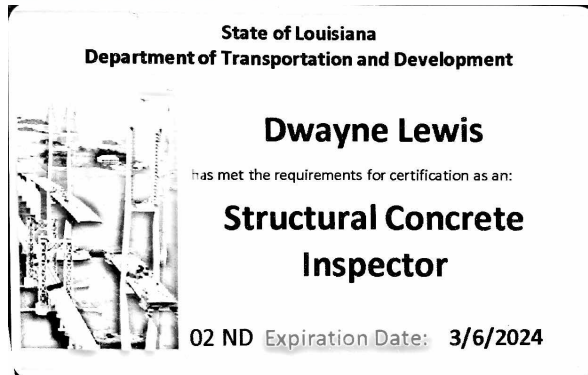 State of Louisiana
Department of Transportation and Development
Dwayne Lewis
has met the requirements for certification as an:
Structural Concrete
Inspector
02 ND Expiration Date: 3/6/2024